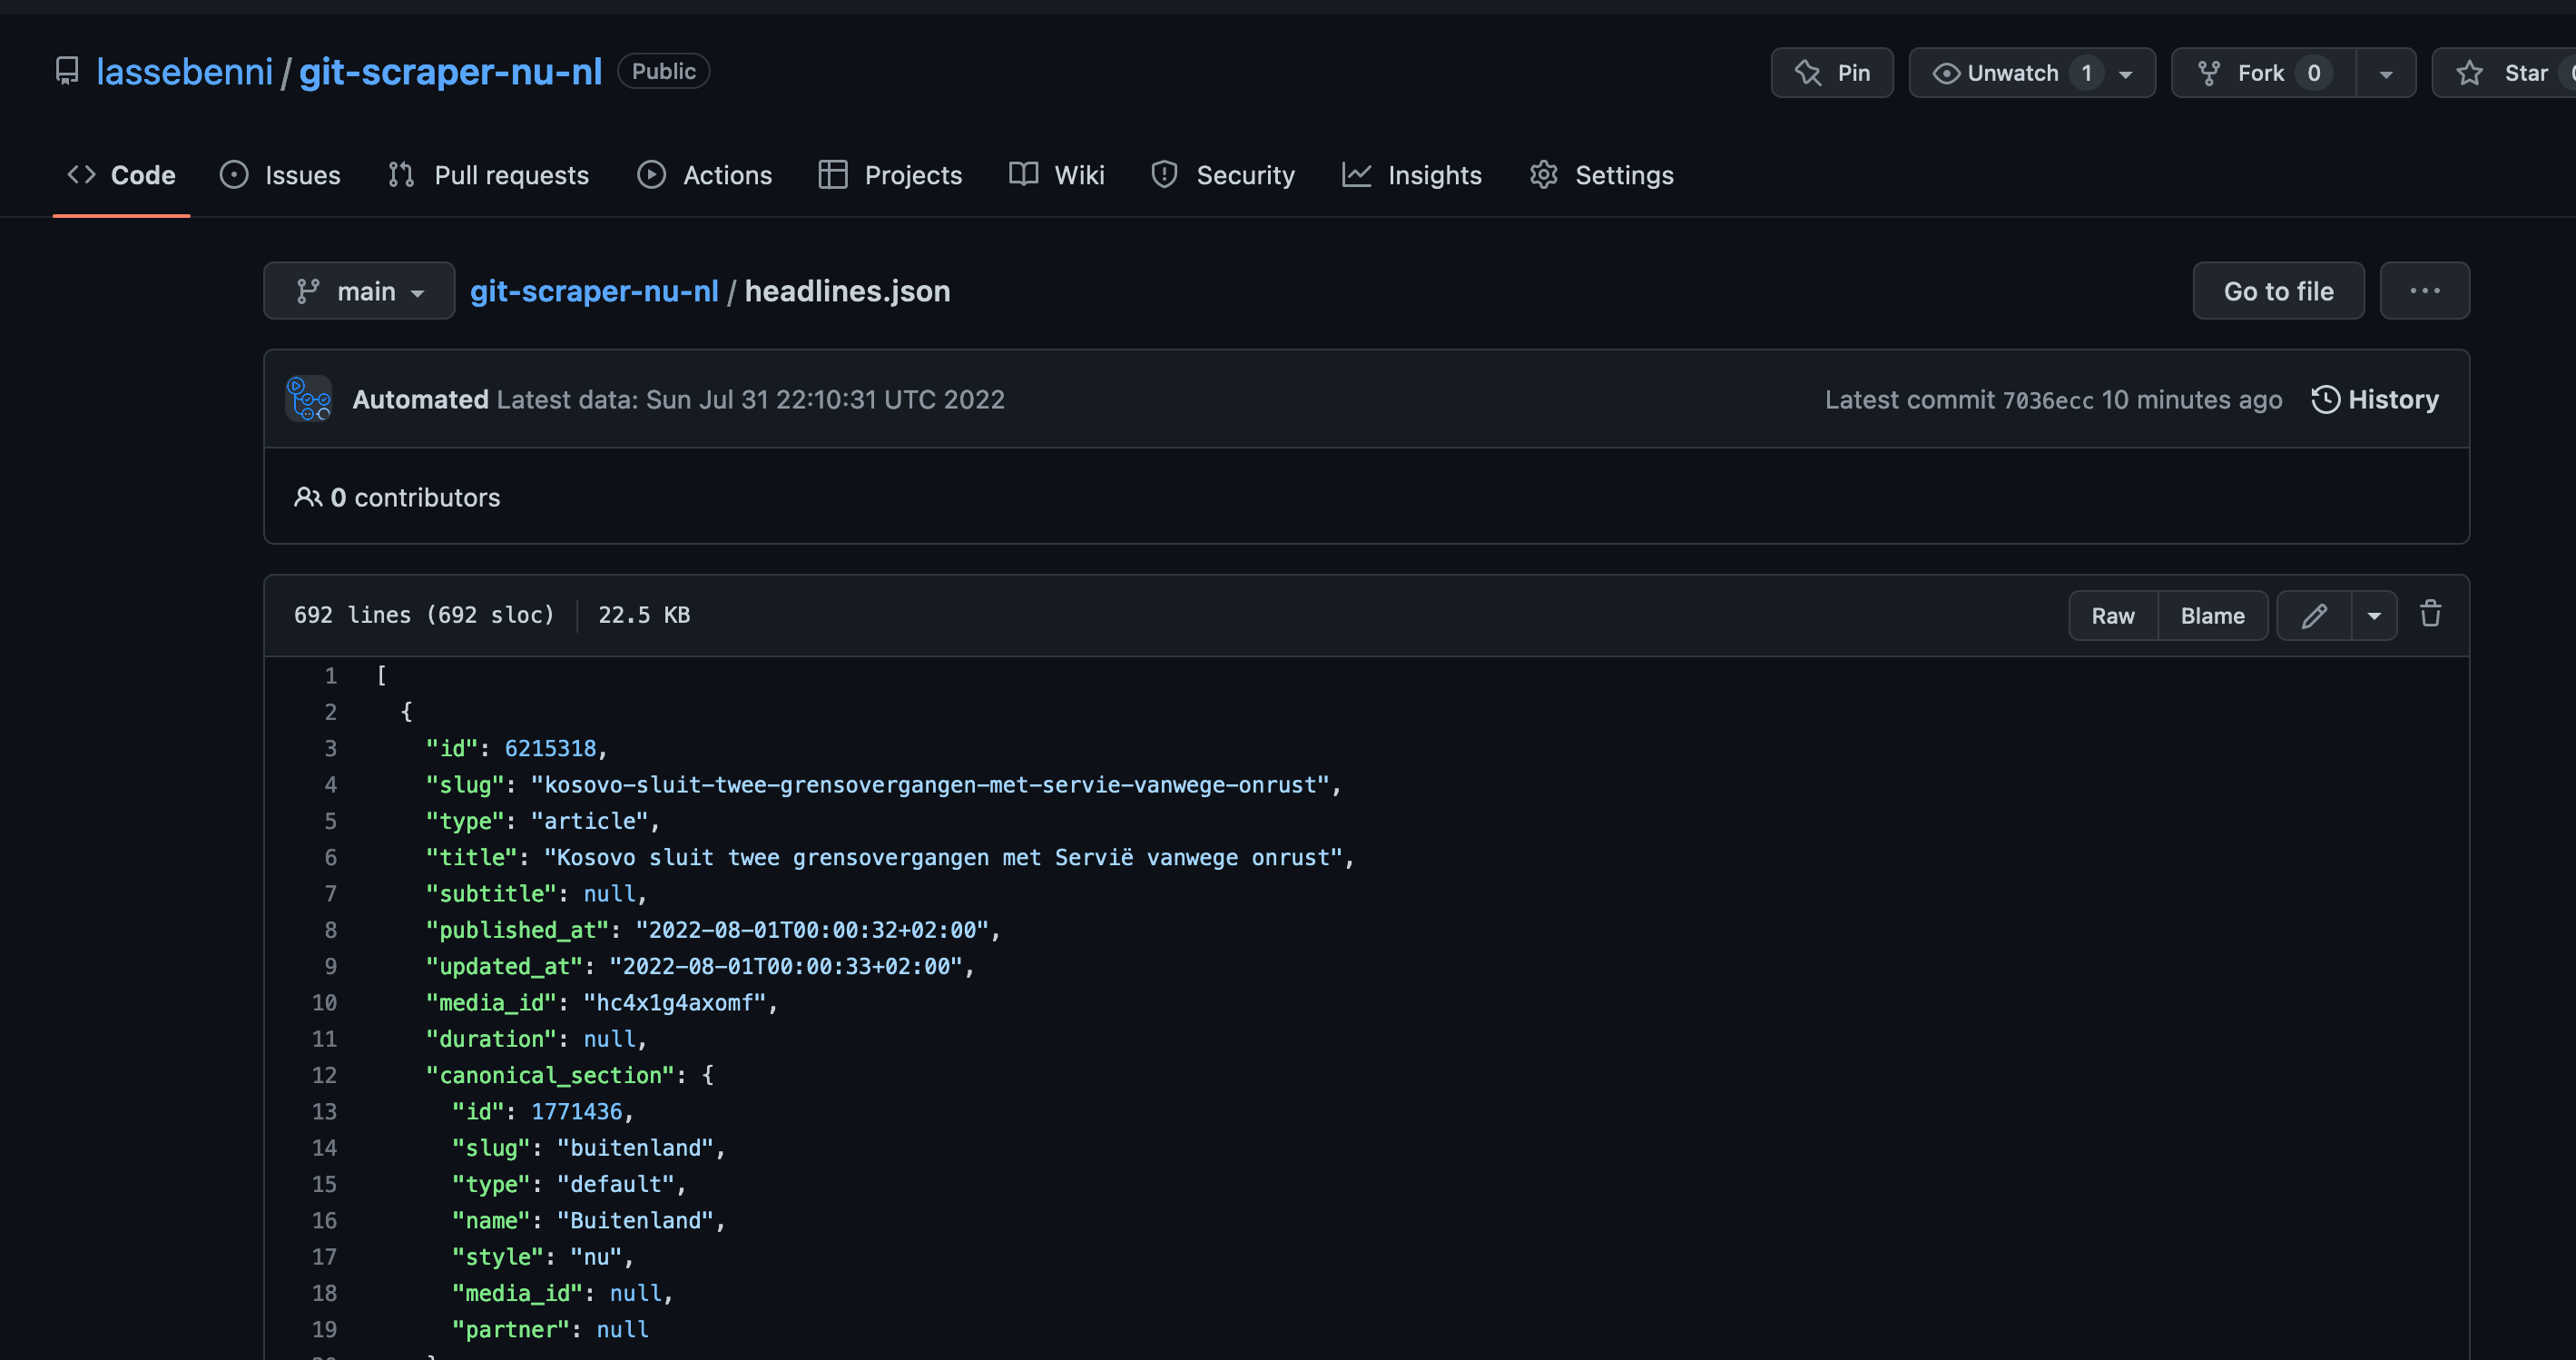 lassebenni / git-scraper-nu-nl Public Pin Unwatch 1 Fork 0 Star
Code Issues Pull requests Actions Projects Wiki Security Insights Settings
main git-scraper-nu-nl / headlines.json Go to file ...
Automated Latest data: Sun Jul 31 22:10:31 UTC 2022 Latest commit 7036ecc 10 minutes ago History
0 contributors
692 lines (692 sloc) 22.5 KB Raw Blame
1 [
2 {
3 "id": 6215318,
4 "slug": "kosovo-sluit-twee-grensovergangen-met-servie-vanwege-onrust",
5 "type": "article",
6 "title": "Kosovo sluit twee grensovergangen met Servië vanwege onrust",
7 "subtitle": null,
8 "published_at": "2022-08-01T00:00:32+02:00",
9 "updated_at": "2022-08-01T00:00:33+02:00",
10 "media_id": "hc4x1g4axomf",
11 "duration": null,
12 "canonical_section": {
13 "id": 1771436,
14 "slug": "buitenland",
15 "type": "default",
16 "name": "Buitenland",
17 "style": "nu",
18 "media_id": null,
19 "partner": null